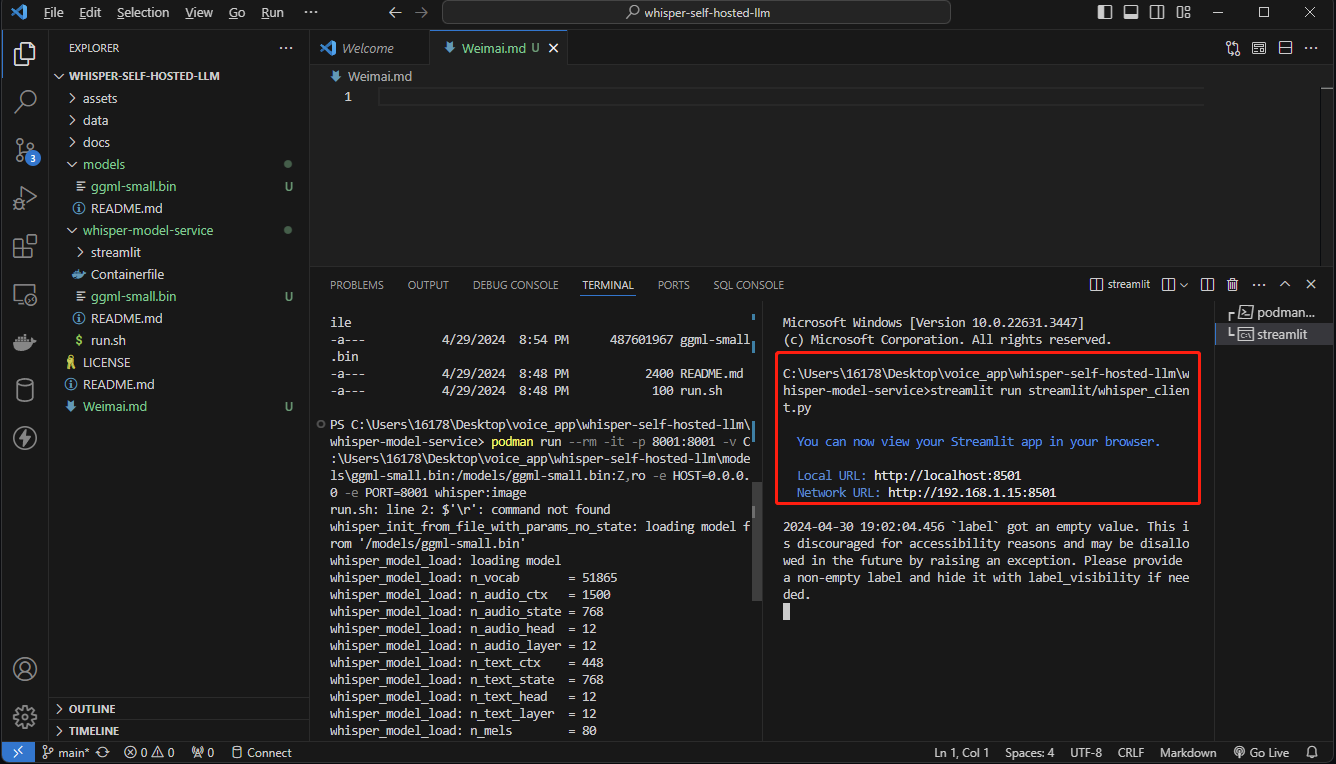 File Edit Selection View Go Run ··· whisper-self-hosted-llm
EXPLORER ···
WHISPER-SELF-HOSTED-LLM
assets
data
docs
models
ggml-small.bin U
README.md
whisper-model-service
streamlit
Containerfile
ggml-small.bin U
README.md
run.sh
LICENSE
README.md
Weimai.md U
OUTLINE
TIMELINE
3
Welcome Weimai.md U
Weimai.md
1
PROBLEMS OUTPUT DEBUG CONSOLE TERMINAL PORTS SQL CONSOLE streamlit
ile
-a--- 4/29/2024 8:54 PM 487601967 ggml-small
.bin
-a--- 4/29/2024 8:48 PM 2400 README.md
-a--- 4/29/2024 8:48 PM 100 run.sh
PS C:\Users\16178\Desktop\voice_app\whisper-self-hosted-llm\
whisper-model-service> podman run --rm -it -p 8001:8001 -v C
:\Users\16178\Desktop\voice_app\whisper-self-hosted-llm\mode
ls\ggml-small.bin:/models/ggml-small.bin:Z,ro -e HOST=0.0.0.
0 -e PORT=8001 whisper:image
run.sh: line 2: $'\r': command not found
whisper_init_from_file_with_params_no_state: loading model f
rom '/models/ggml-small.bin'
whisper_model_load: loading model
whisper_model_load: n_vocab = 51865
whisper_model_load: n_audio_ctx = 1500
whisper_model_load: n_audio_state = 768
whisper_model_load: n_audio_head = 12
whisper_model_load: n_audio_layer = 12
whisper_model_load: n_text_ctx = 448
whisper_model_load: n_text_state = 768
whisper_model_load: n_text_head = 12
whisper_model_load: n_text_layer = 12
whisper_model_load: n_mels = 80
Microsoft Windows [Version 10.0.22631.3447]
(c) Microsoft Corporation. All rights reserved.
C:\Users\16178\Desktop\voice_app\whisper-self-hosted-llm\w
hisper-model-service>streamlit run streamlit/whisper_clien
t.py
You can now view your Streamlit app in your browser.
Local URL: http://localhost:8501
Network URL: http://192.168.1.15:8501
2024-04-30 19:02:04.456 `label` got an empty value. This i
s discouraged for accessibility reasons and may be disallo
wed in the future by raising an exception. Please provide
a non-empty label and hide it with label_visibility if nee
ded.
podman...
streamlit
main* 0 0 0 Connect Ln 1, Col 1 Spaces: 4 UTF-8 CRLF Markdown Go Live